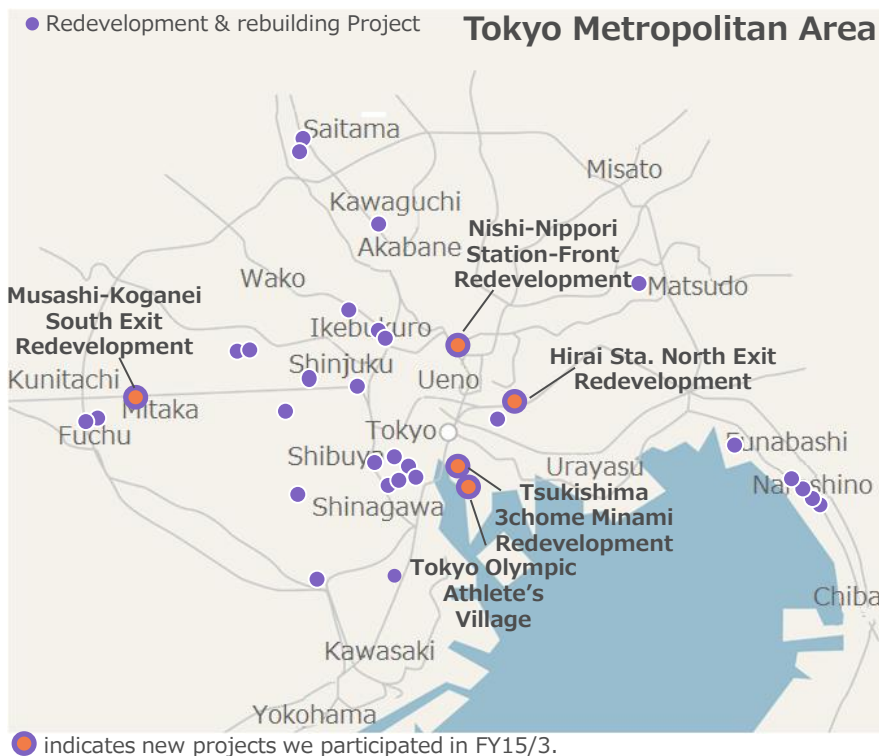 Redevelopment & rebuilding Project
Tokyo Metropolitan Area
Saitama
Misato
Kawaguchi
Akabane
Nishi-Nippori
Station-Front
Redevelopment
Wako
Matsudo
Musashi-Koganei
South Exit
Redevelopment
Ikebukuro
Hirai Sta. North Exit
Redevelopment
Shinjuku
Ueno
Kunitachi
Mitaka
Fuchu
Tokyo
Funabashi
Shibuya
Urayasu
Narashino
Tsukishima
3chome Minami
Redevelopment
Shinagawa
Tokyo Olympic
Athlete's
Village
Chiba
Kawasaki
Yokohama
indicates new projects we participated in FY15/3.